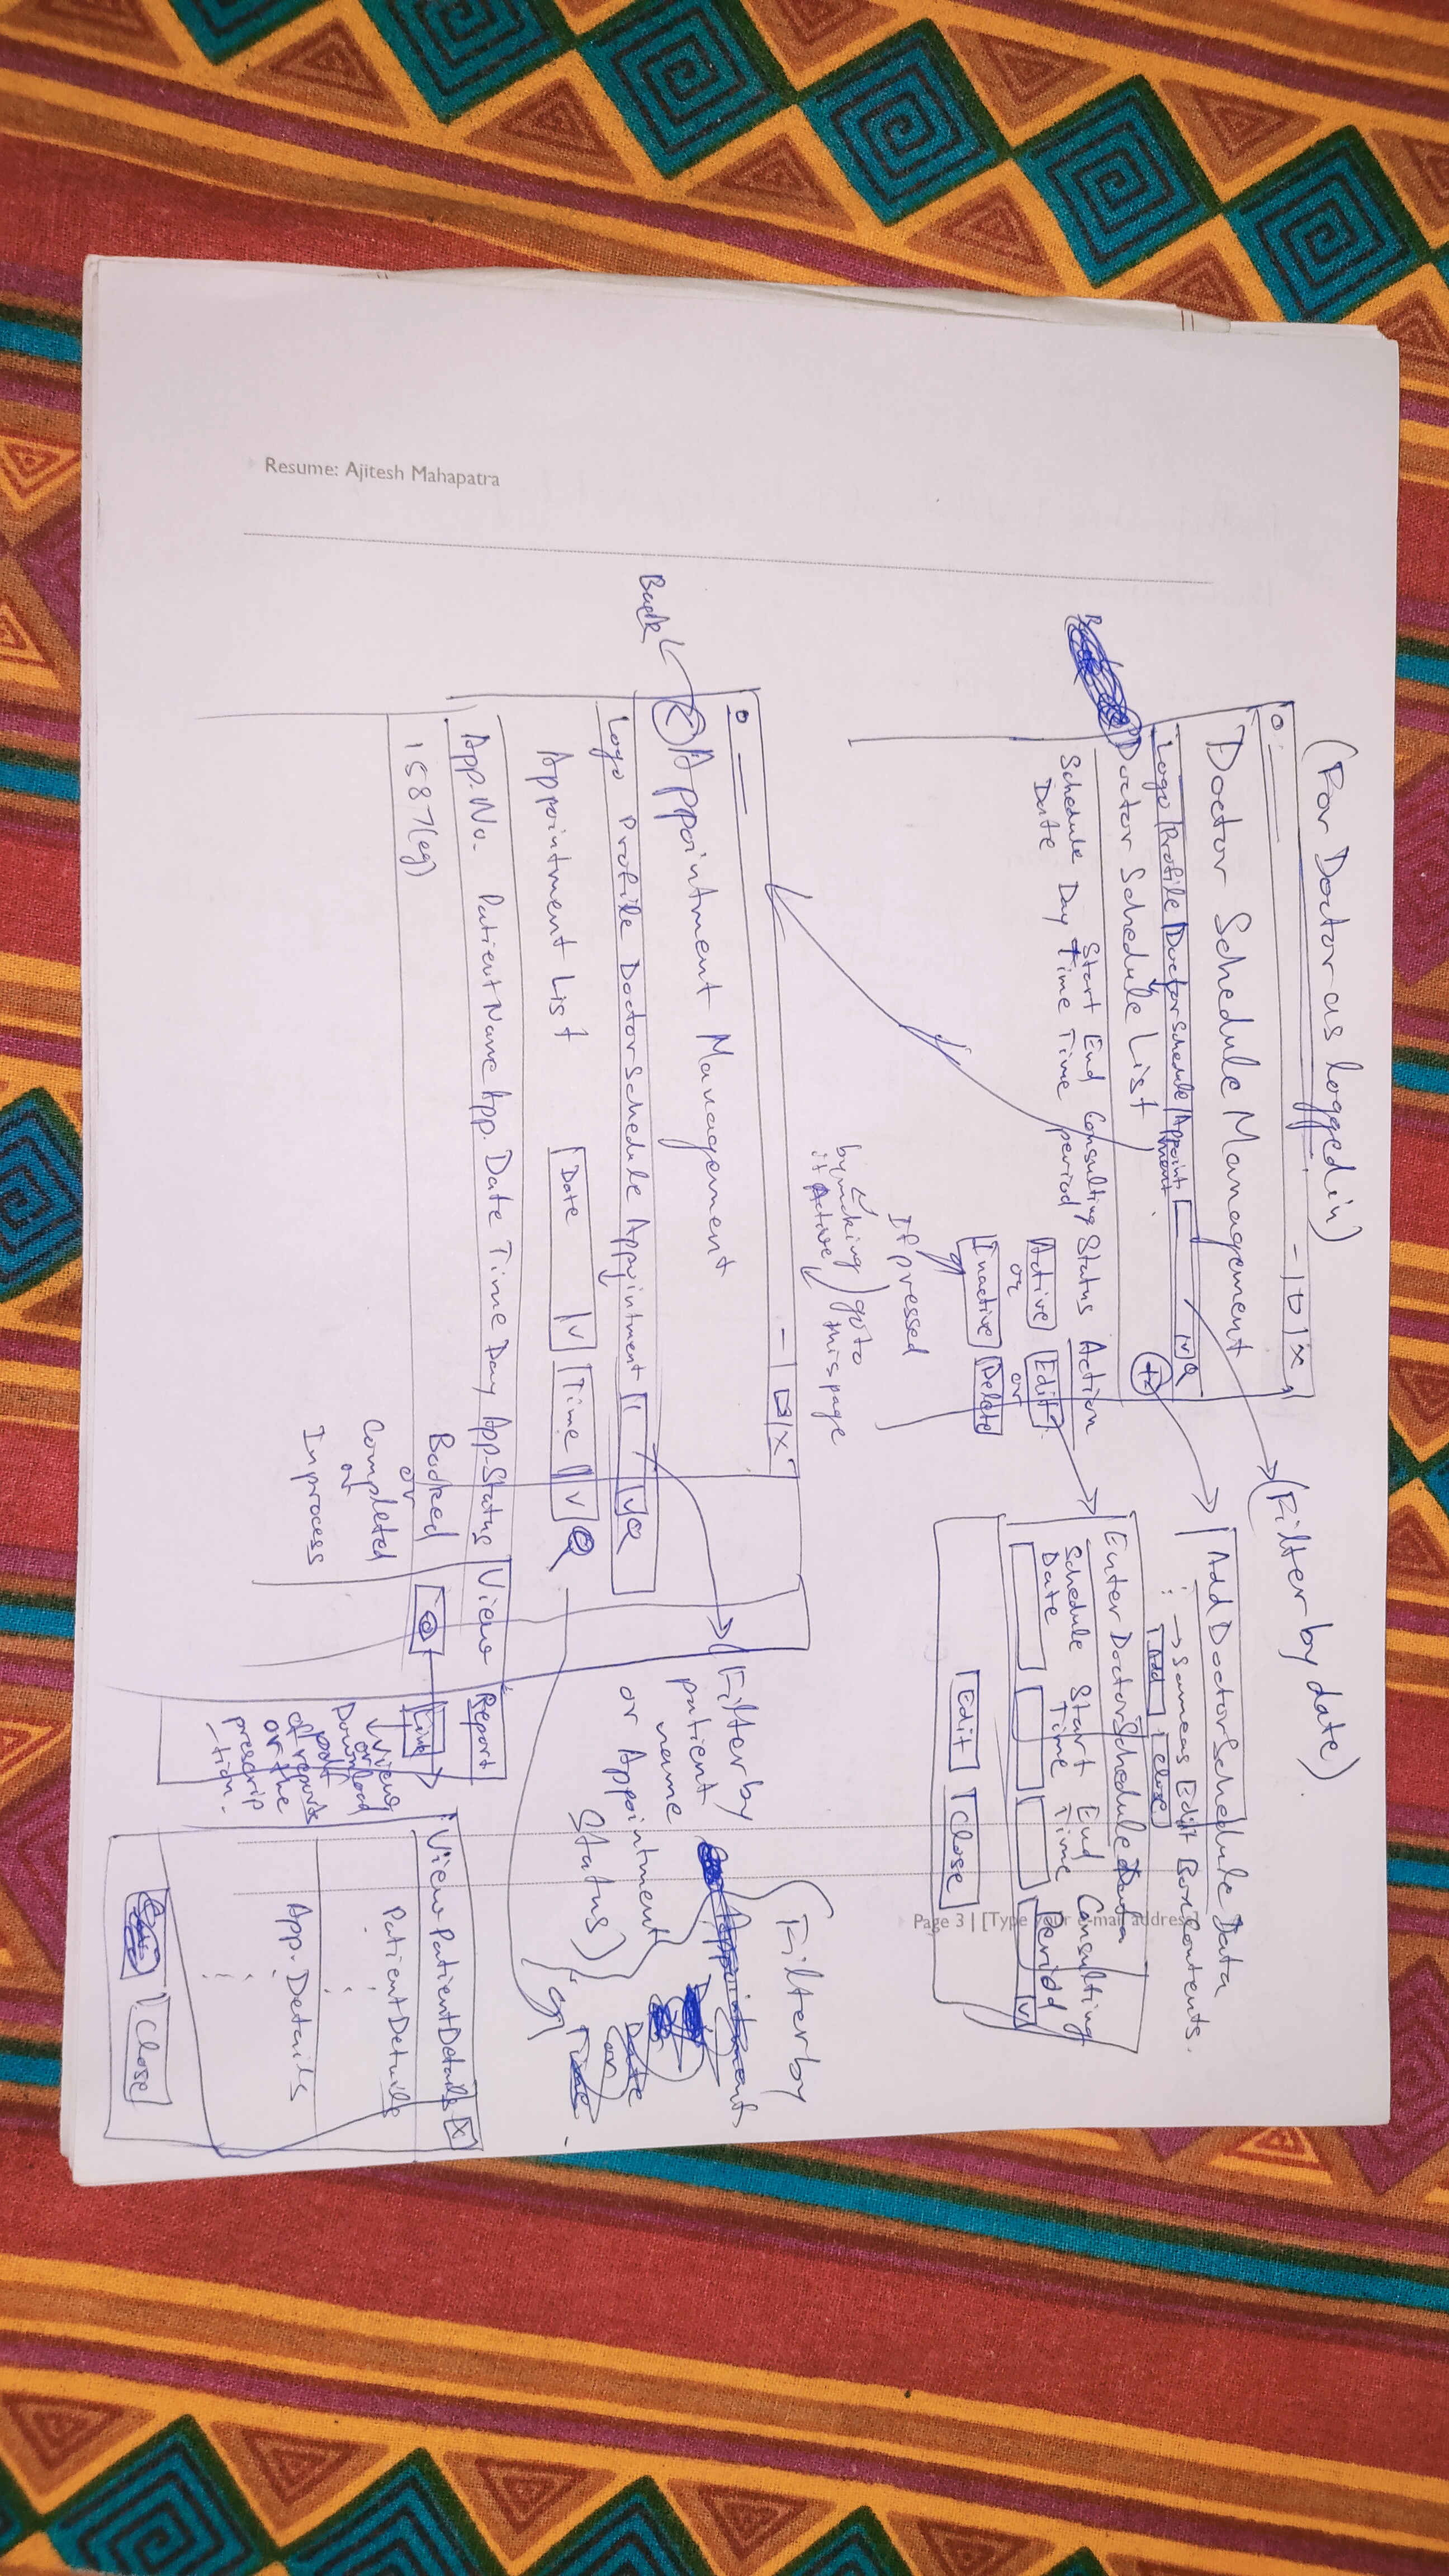 (For Doctor as logged in)
(Filter by date)
Doctor Schedule Management
Logo | Profile | Doctor Schedule | Appointment
Doctor Schedule List
Schedule Date Day Start Time End Time Consulting period Status Action
Active Edit
or or
Inactive Delete
If pressed
by making it Active
go to this page
Add Doctor Schedule Data
→ Same as Edit Box Contents.
Add Close
Enter Doctor Schedule Data
Schedule Date Start Time End Time Consulting Period
Edit Close
Page 3 | [Type
Appointment Management
Back
Logo Profile Doctor Schedule Appointment
(Filter by
patient
name
or Appointment
Status)
Filter by
Appointment
Date
or
Time
Appointment List Date Time
App. No. Patient Name App. Date Time Day App. Status View Report
1587 (eg) Booked Link
or
Completed
or
Inprocess
View
or
Download
pdf
of reports
or the
prescrip
-tion.
View Patient Details X
Patient Details
App. Details
Close
Resume: Ajitesh Mahapatra